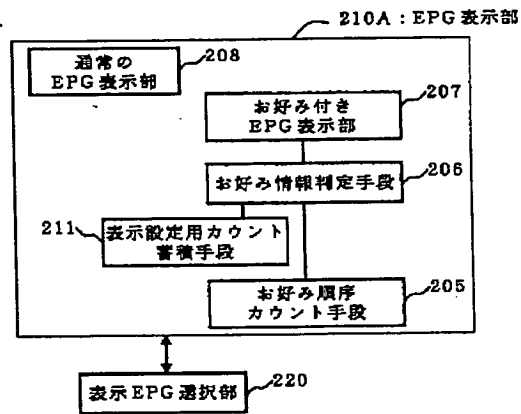 210A：EPG表示部
通常の
EPG表示部
208
お好み付き
EPG表示部
207
お好み情報判定手段
206
211
表示設定用カウント
蓄積手段
お好み順序
カウント手段
205
表示EPG選択部
220